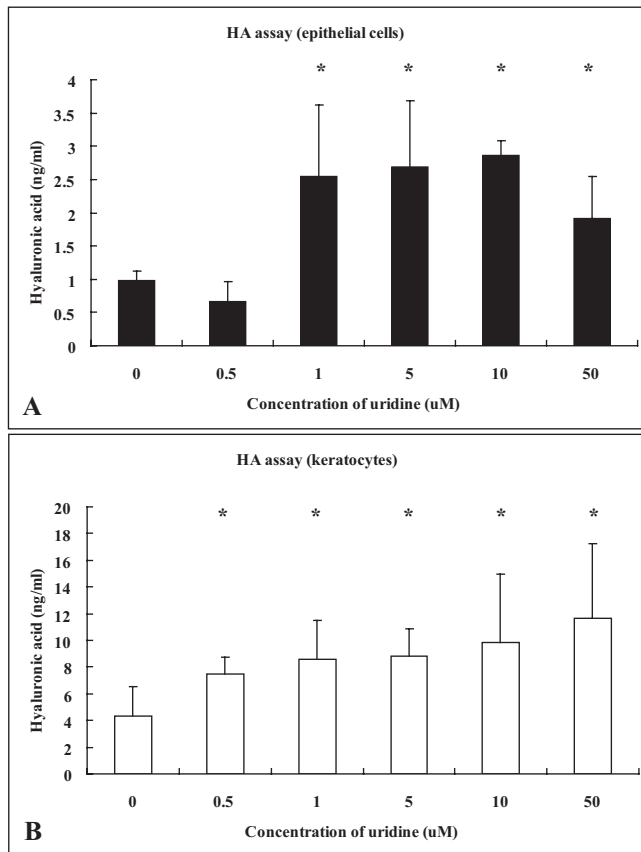 HA assay (epithelial cells)
* * * *
4
3.5
3
2.5
2
1.5
1
0.5
0
Hyaluronic acid (ng/ml)
0 0.5 1 5 10 50
Concentration of uridine (uM)
A
HA assay (keratocytes)
* * * * *
20
18
16
14
12
10
8
6
4
2
0
Hyaluronic acid (ng/ml)
0 0.5 1 5 10 50
Concentration of uridine (uM)
B